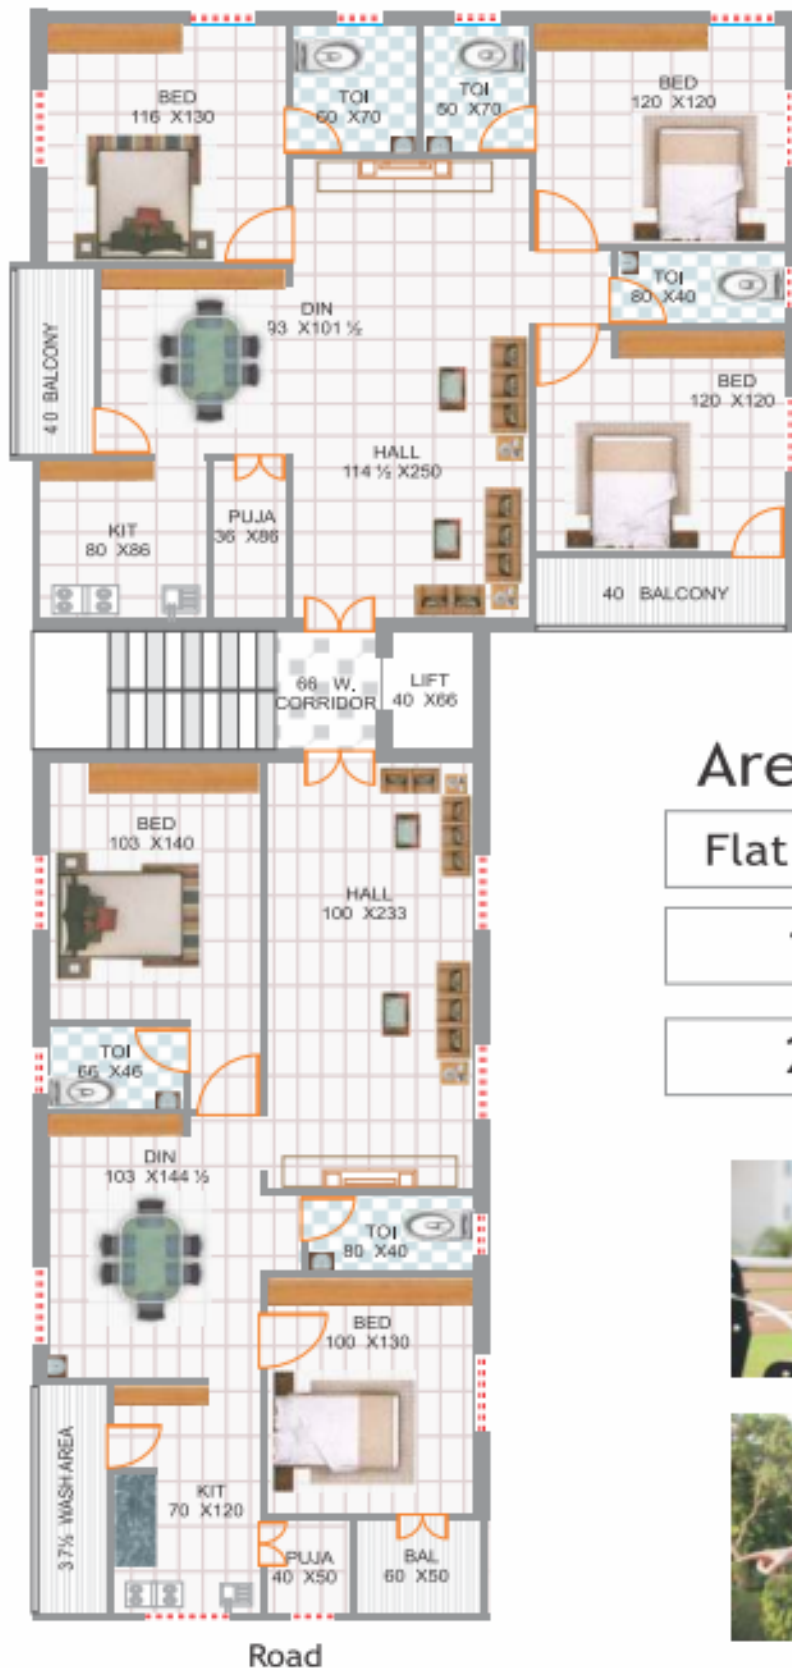 BED
116 X130
TOI
60 X70
TOI
60 X70
BED
120 X120
TOI
80 X40
DIN
93 X101 ½
40 BALCONY
BED
120 X120
HALL
114 ½ X250
KIT
80 X86
PUJA
36 X86
40 BALCONY
66 W.
CORRIDOR
LIFT
40 X66
BED
103 X140
HALL
100 X233
TOI
66 X46
DIN
103 X144 ½
TOI
80 X40
BED
100 X130
37½ WASH AREA
KIT
70 X120
PUJA
40 X50
BAL
60 X50
Road
Are
Flat